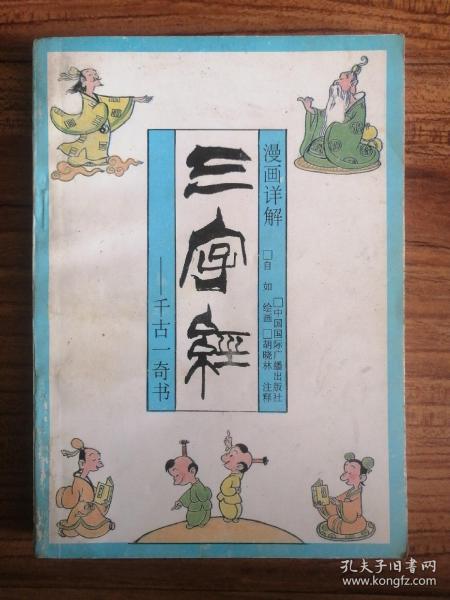 漫画详解
三字經
——千古一奇书
□自如 绘画 □胡晓林 注释
□中国国际广播出版社
孔夫子旧书网
www.kongfz.com